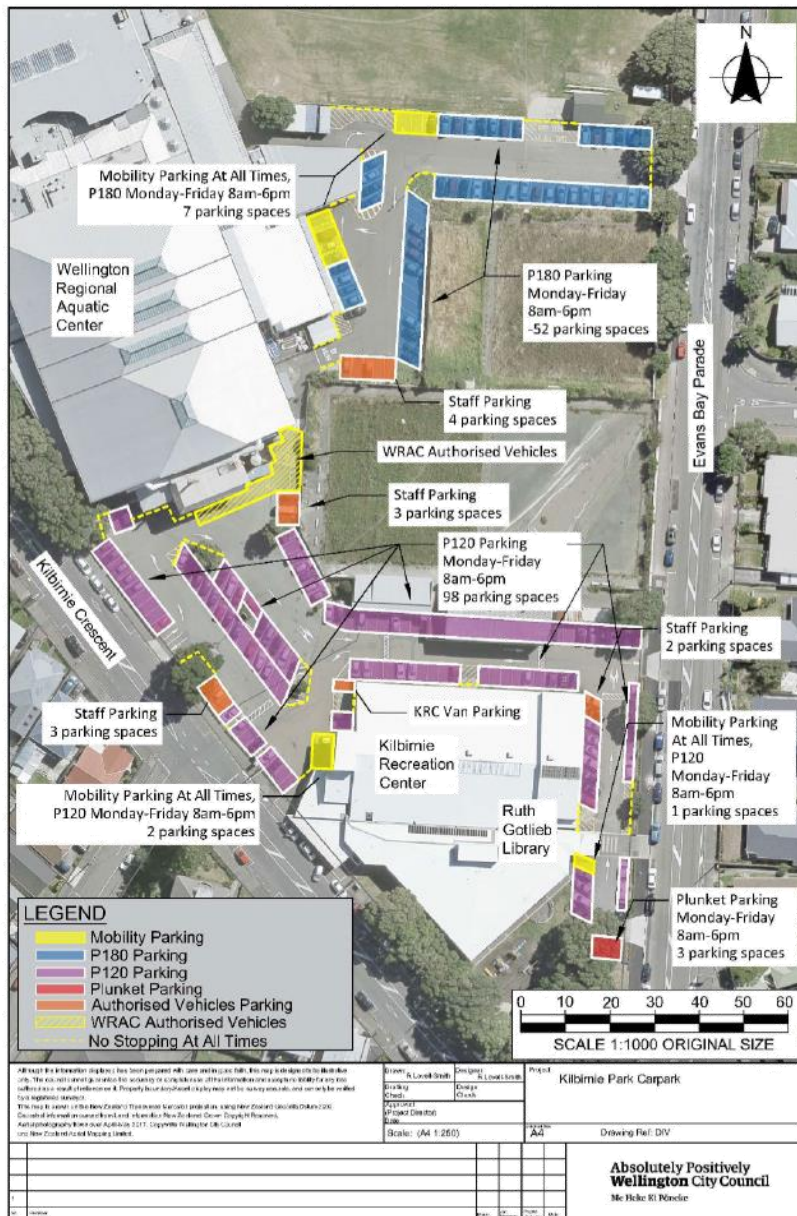 N
Mobility Parking At All Times,
P180 Monday-Friday 8am-6pm
7 parking spaces
Wellington
Regional
Aquatic
Center
P180 Parking
Monday-Friday
8am-6pm
-52 parking spaces
Evans Bay Parade
Staff Parking
4 parking spaces
WRAC Authorised Vehicles
Staff Parking
3 parking spaces
P120 Parking
Monday-Friday
8am-6pm
98 parking spaces
Kilbirnie Crescent
Staff Parking
2 parking spaces
Staff Parking
3 parking spaces
KRC Van Parking
Kilbirnie
Recreation
Center
Mobility Parking
At All Times,
P120
Monday-Friday
8am-6pm
1 parking spaces
Mobility Parking At All Times,
P120 Monday-Friday 8am-6pm
2 parking spaces
Ruth
Gotlieb
Library
Plunket Parking
Monday-Friday
8am-6pm
3 parking spaces
LEGEND
Mobility Parking
P180 Parking
P120 Parking
Plunket Parking
Authorised Vehicles Parking
WRAC Authorised Vehicles
No Stopping At All Times
0 10 20 30 40 50 60
SCALE 1:1000 ORIGINAL SIZE
Project
Kilbirnie Park Carpark
Scale: (A4 1:250)
A4
Drawing Ref: DIV
Absolutely Positively
Wellington City Council
Me Heke Ki Pōneke